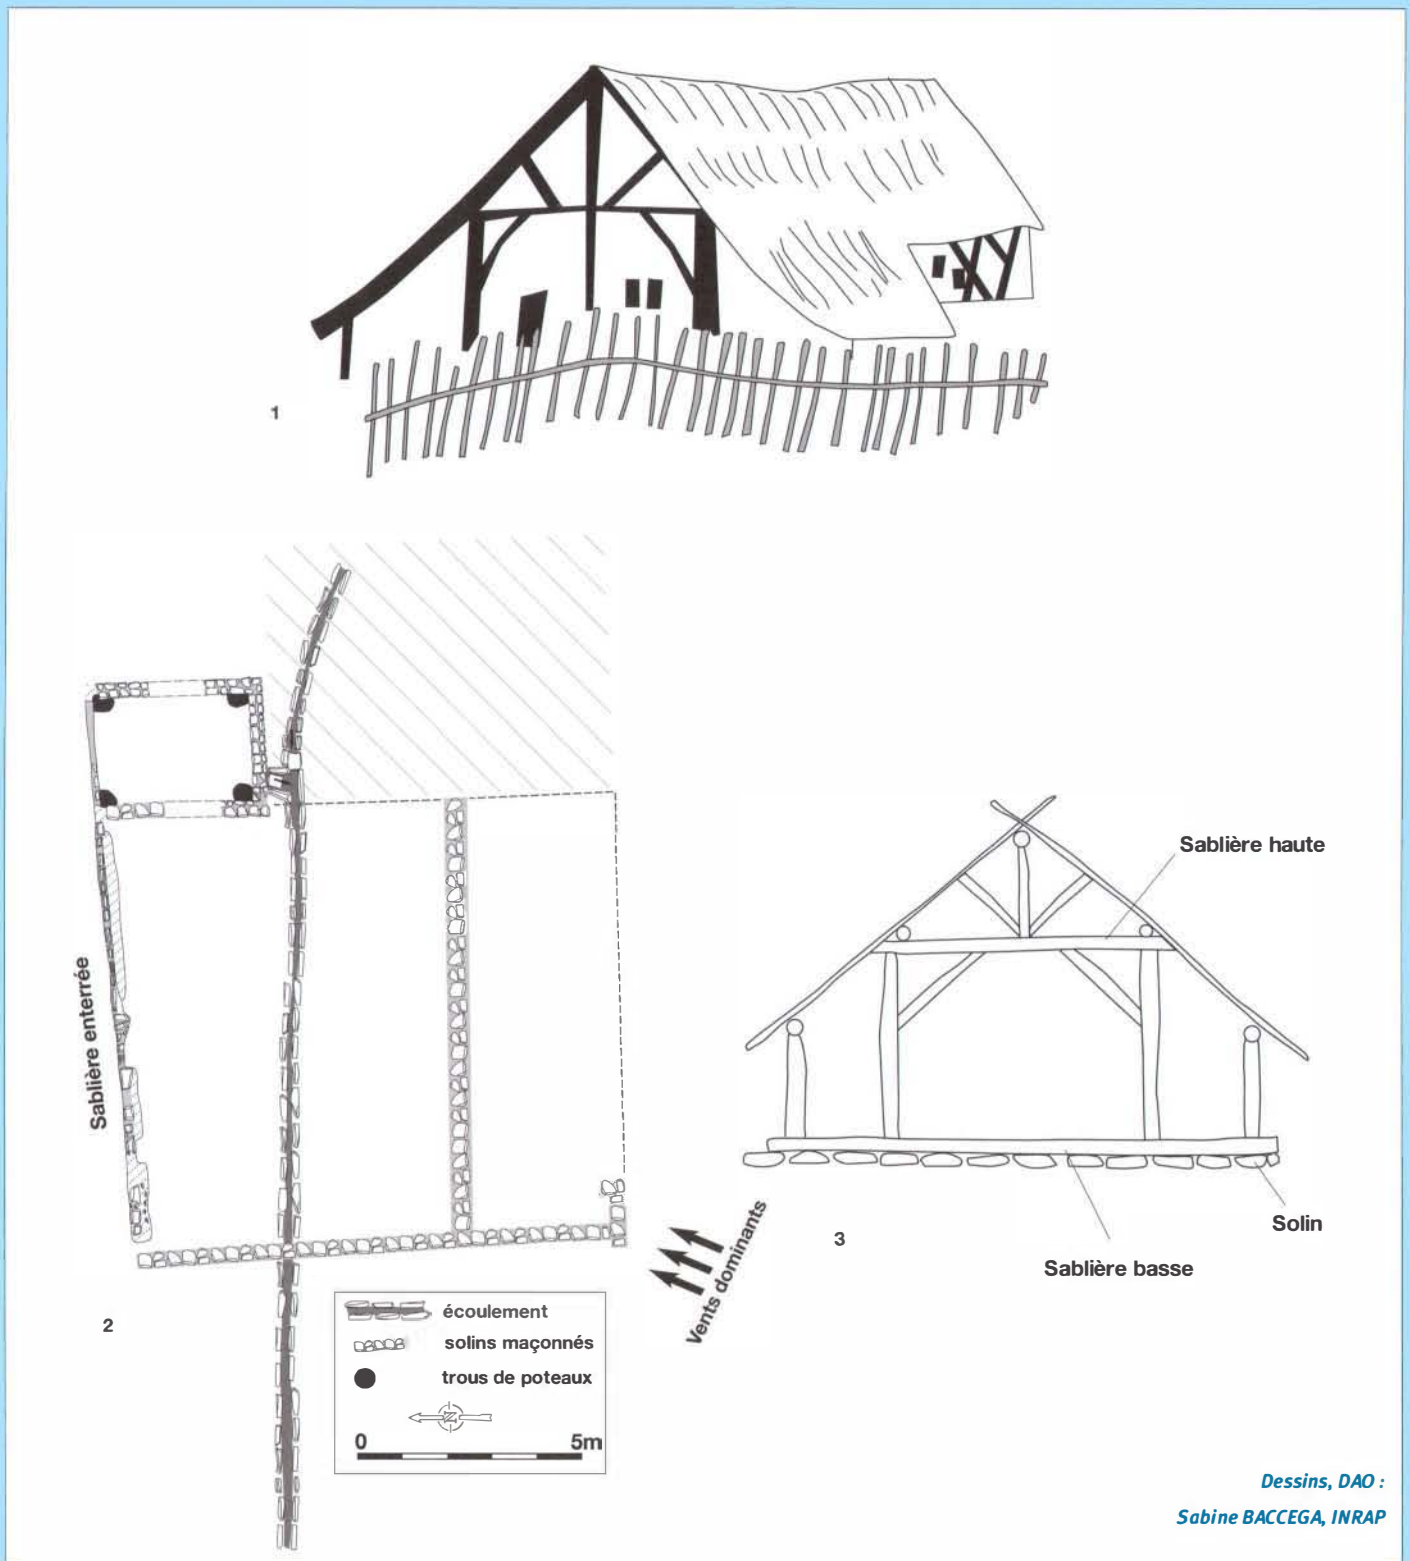 1
Sablière enterrée
2
écoulement
solins maçonnés
trous de poteaux
N
0 5m
Vents dominants
Sablière haute
Solin
Sablière basse
3
Dessins, DAO :
Sabine BACCEGA, INRAP